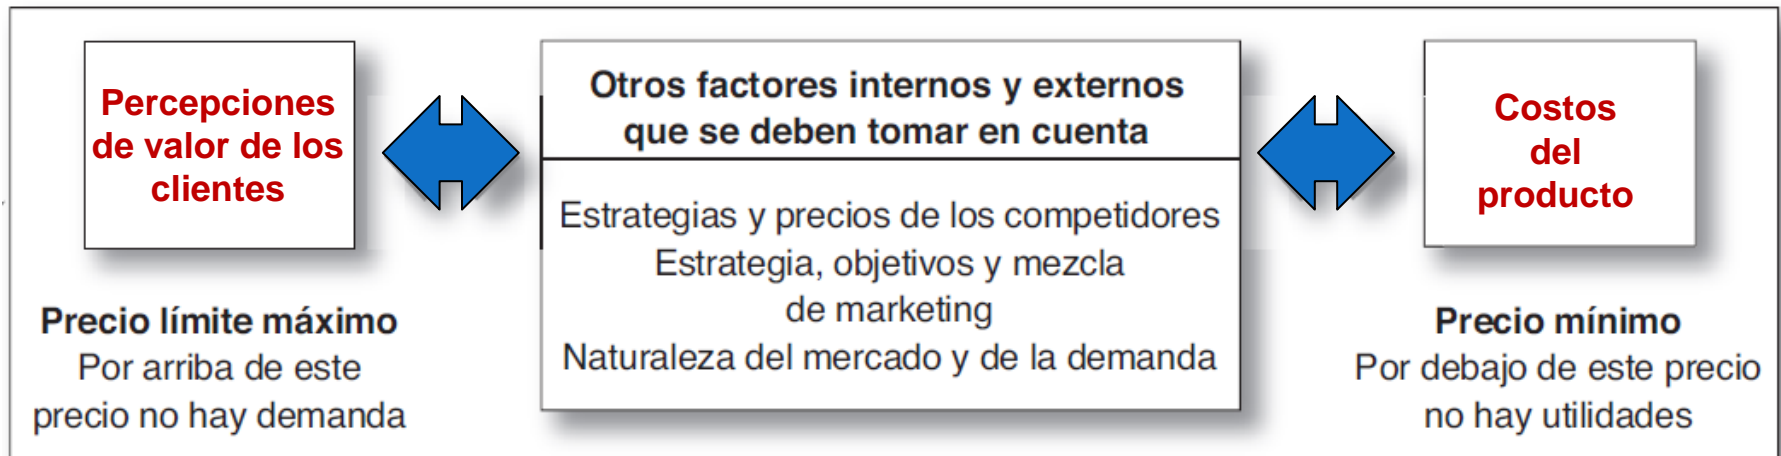 Percepciones
de valor de los
clientes
Precio límite máximo
Por arriba de este
precio no hay demanda
Otros factores internos y externos
que se deben tomar en cuenta
Estrategias y precios de los competidores
Estrategia, objetivos y mezcla
de marketing
Naturaleza del mercado y de la demanda
Costos
del
producto
Precio mínimo
Por debajo de este precio
no hay utilidades